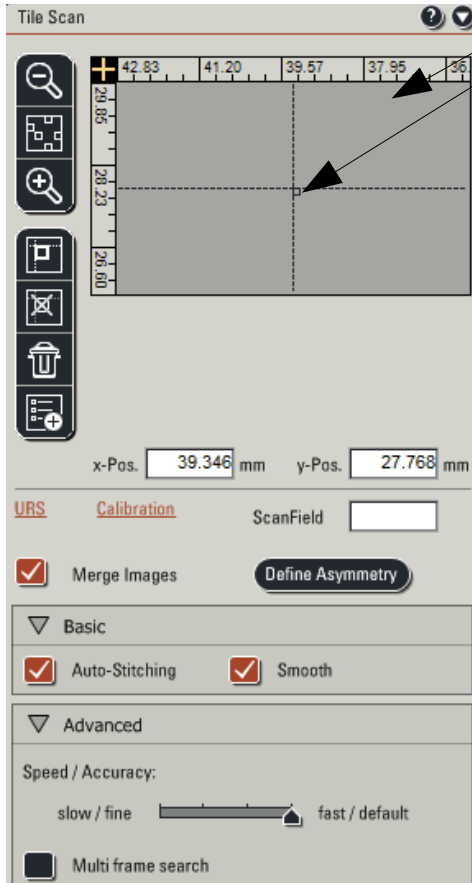 Tile Scan
?
42.83 41.20 39.57 37.95 36.
29.85
28.23
26.60
x-Pos. 39.346 mm y-Pos. 27.768 mm
URS Calibration ScanField
Merge Images Define Asymmetry
Basic
Auto-Stitching Smooth
Advanced
Speed / Accuracy:
slow / fine fast / default
Multi frame search